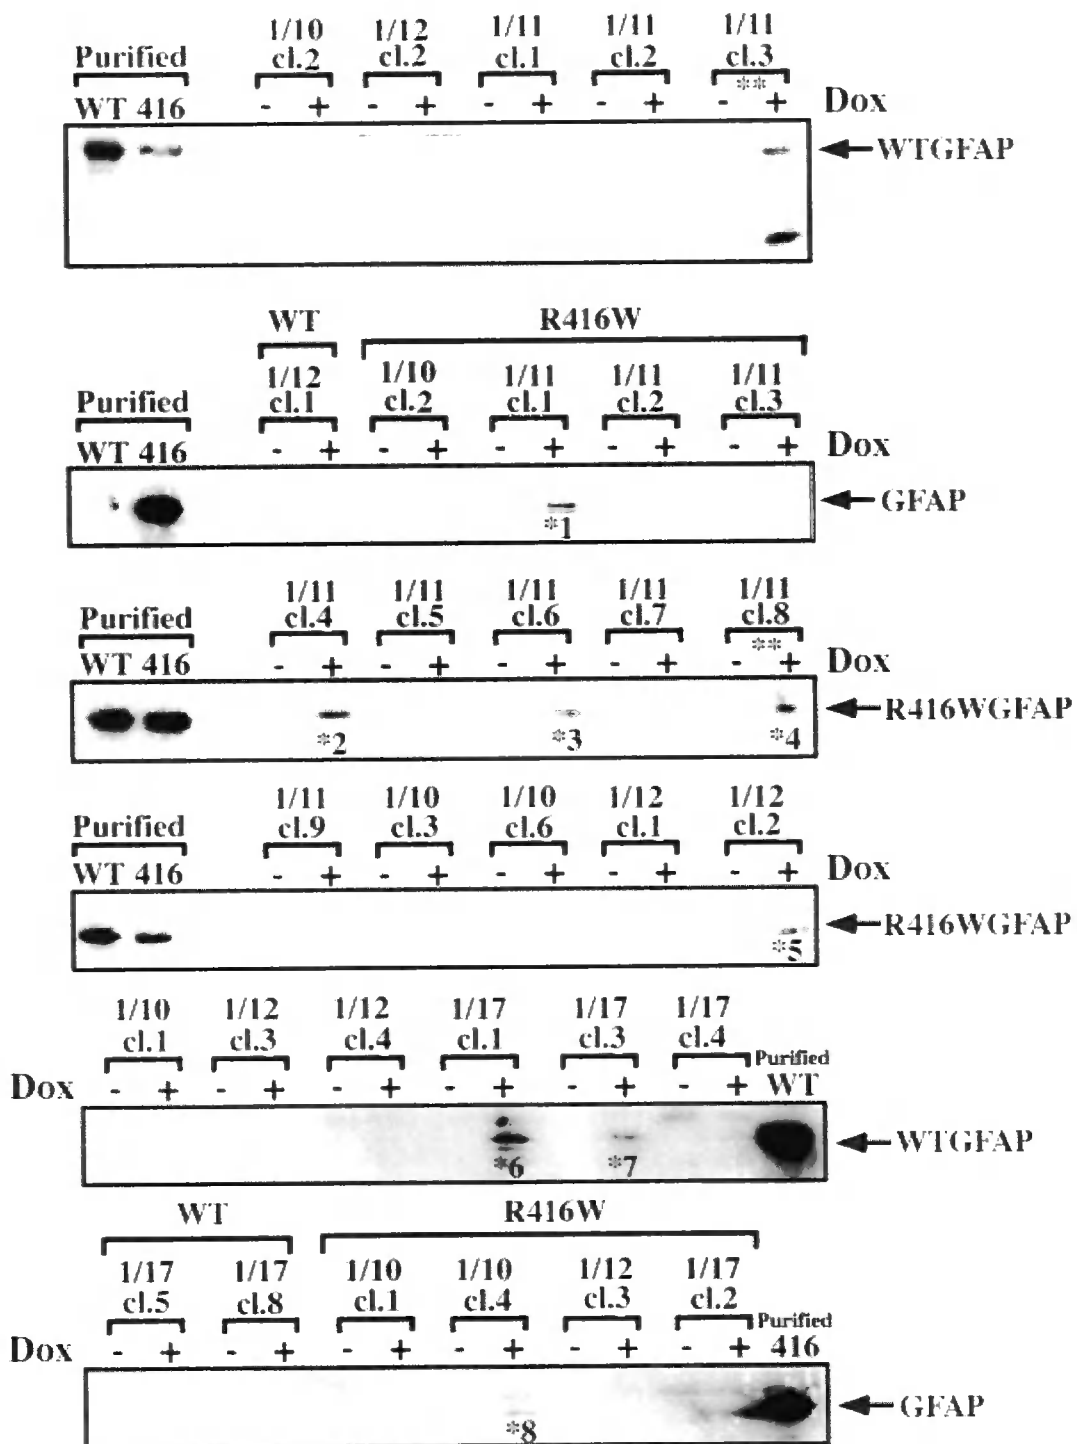 1/10 1/12 1/11 1/11 1/11
Purified cl.2 cl.2 cl.1 cl.2 cl.3
**
WT 416 - + - + - + - + - + Dox
WTGFAP
WT R416W
1/12 1/10 1/11 1/11 1/11
Purified cl.1 cl.2 cl.1 cl.2 cl.3
WT 416 - + - + - + - + - + Dox
GFAP
*1
1/11 1/11 1/11 1/11 1/11
Purified cl.4 cl.5 cl.6 cl.7 cl.8
**
WT 416 - + - + - + - + - + Dox
R416WGFAP
*2 *3 *4
1/11 1/10 1/10 1/12 1/12
Purified cl.9 cl.3 cl.6 cl.1 cl.2
WT 416 - + - + - + - + - + Dox
R416WGFAP
*5
1/10 1/12 1/12 1/17 1/17 1/17
cl.1 cl.3 cl.4 cl.1 cl.3 cl.4 Purified
Dox - + - + - + - + - + - + WT
WTGFAP
*6 *7
WT R416W
1/17 1/17 1/10 1/10 1/12 1/17
cl.5 cl.8 cl.1 cl.4 cl.3 cl.2 Purified
Dox - + - + - + - + - + - + 416
GFAP
*8